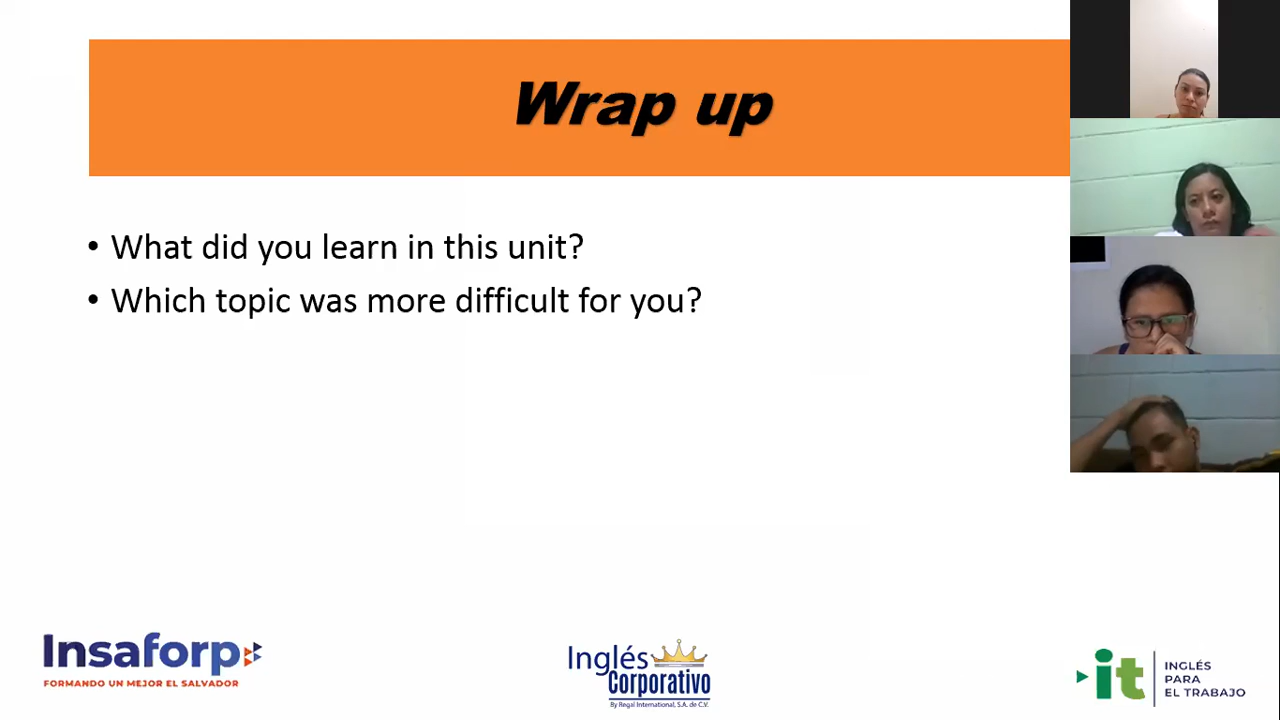 Wrap up
• What did you learn in this unit?
• Which topic was more difficult for you?
Insaforp
FORMANDO UN MEJOR EL SALVADOR
Inglés
Corporativo
By Regal International, S.A. de C.V.
it
INGLÉS
PARA
EL TRABAJO